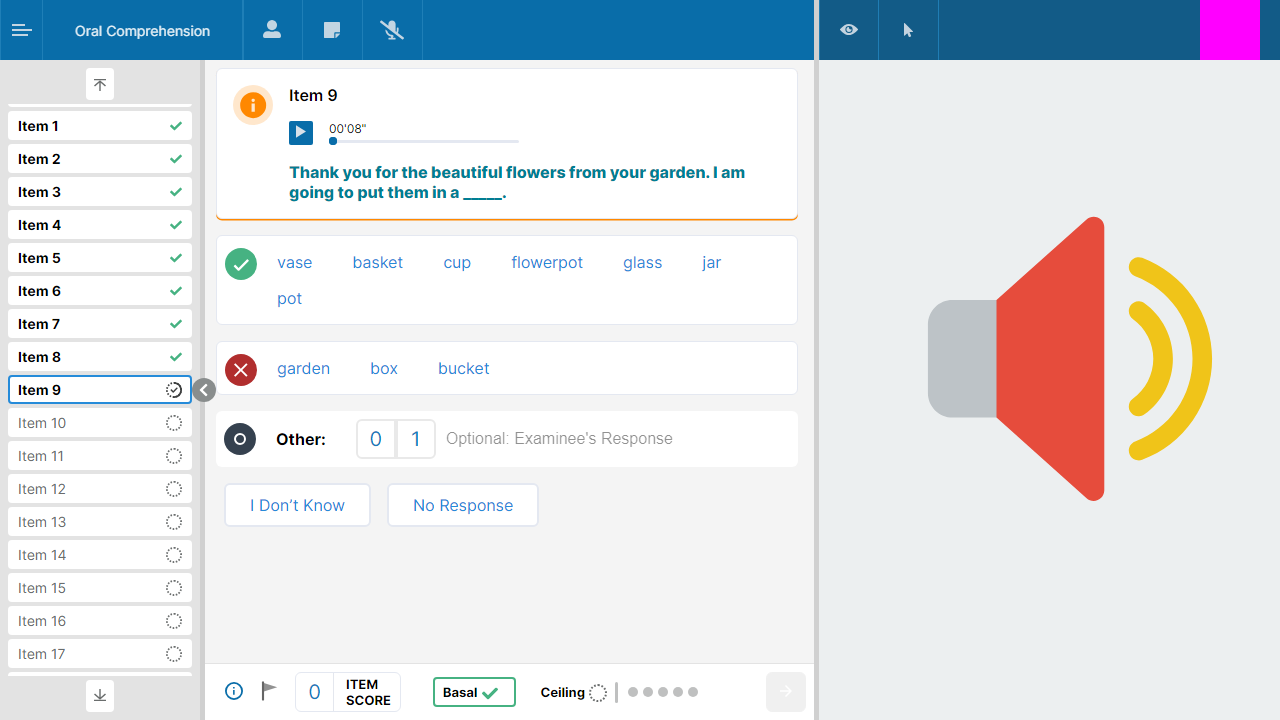 Oral Comprehension
Item 1
Item 2
Item 3
Item 4
Item 5
Item 6
Item 7
Item 8
Item 9
Item 10
Item 11
Item 12
Item 13
Item 14
Item 15
Item 16
Item 17
Item 9
00'08"
Thank you for the beautiful flowers from your garden. I am
going to put them in a _____.
vase basket cup flowerpot glass jar
pot
garden box bucket
Other: 0 1 Optional: Examinee's Response
I Don’t Know No Response
0 ITEM
SCORE
Basal
Ceiling